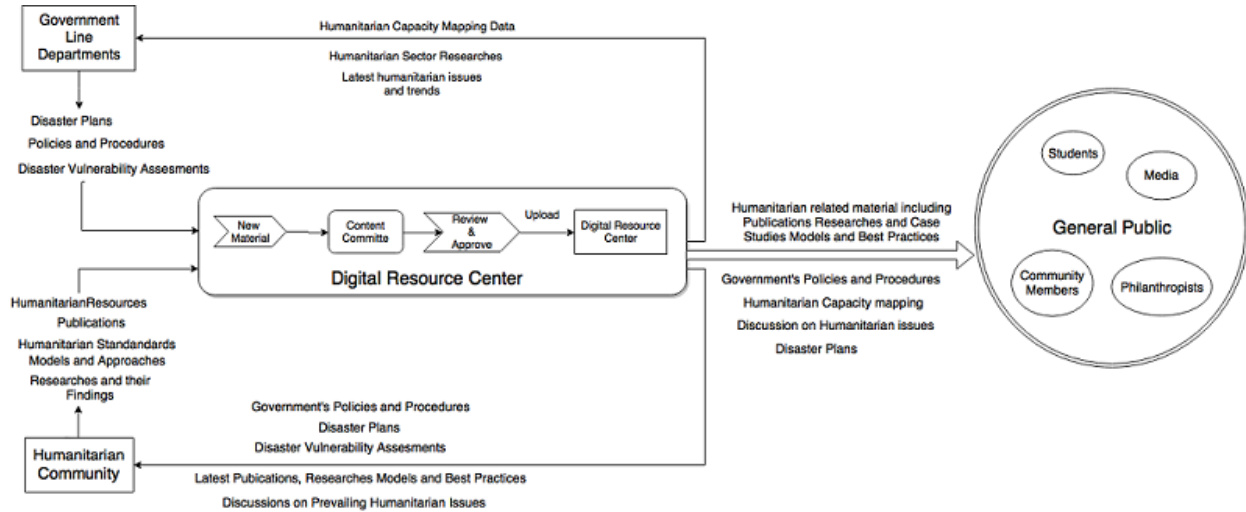 Government
Line
Departments
Humanitarian Capacity Mapping Data
Humanitarian Sector Researches
Latest humanitarian issues
and trends
Disaster Plans
Policies and Procedures
Disaster Vulnerability Assesments
New
Material
Content
Committe
Review
&
Approve
Upload
Digital Resource
Center
Digital Resource Center
HumanitarianResources
Publications
Humanitarian Standandards
Models and Approaches
Researches and their
Findings
Humanitarian
Community
Government's Policies and Procedures
Disaster Plans
Disaster Vulnerability Assesments
Latest Pubications, Researches Models and Best Practices
Discussions on Prevailing Humanitarian Issues
Humanitarian related material including
Publications Researches and Case
Studies Models and Best Practices
Government's Policies and Procedures
Humanitarian Capacity mapping
Discussion on Humanitarian issues
Disaster Plans
Students
Media
General Public
Community
Members
Philanthropists